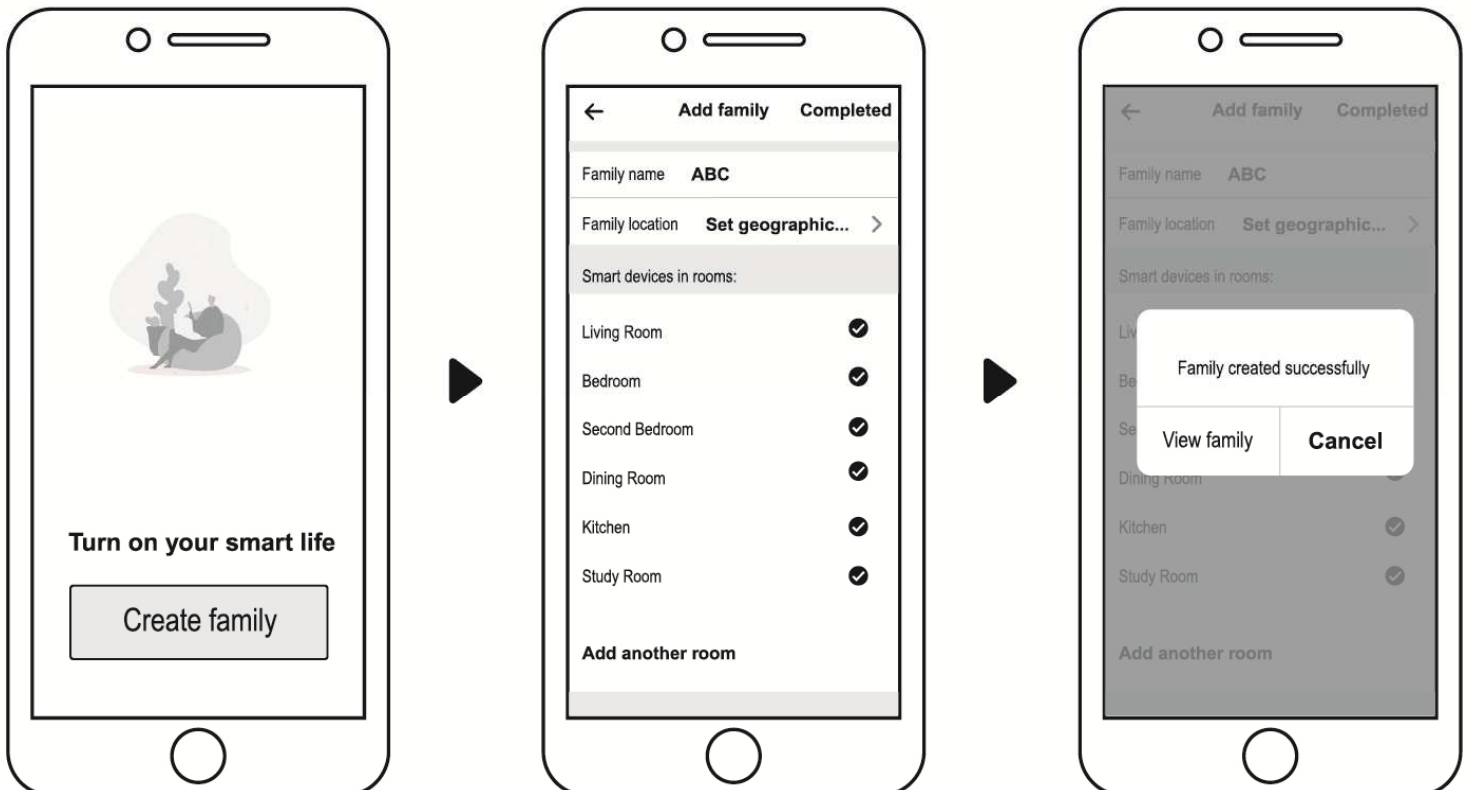 Turn on your smart life
Create family
Add family Completed
Family name ABC
Family location Set geographic...
Smart devices in rooms:
Living Room
Bedroom
Second Bedroom
Dining Room
Kitchen
Study Room
Add another room
Add family Completed
Family name ABC
Family location Set geographic...
Smart devices in rooms:
Liv
Be
Se
Family created successfully
View family Cancel
Dining Room
Kitchen
Study Room
Add another room